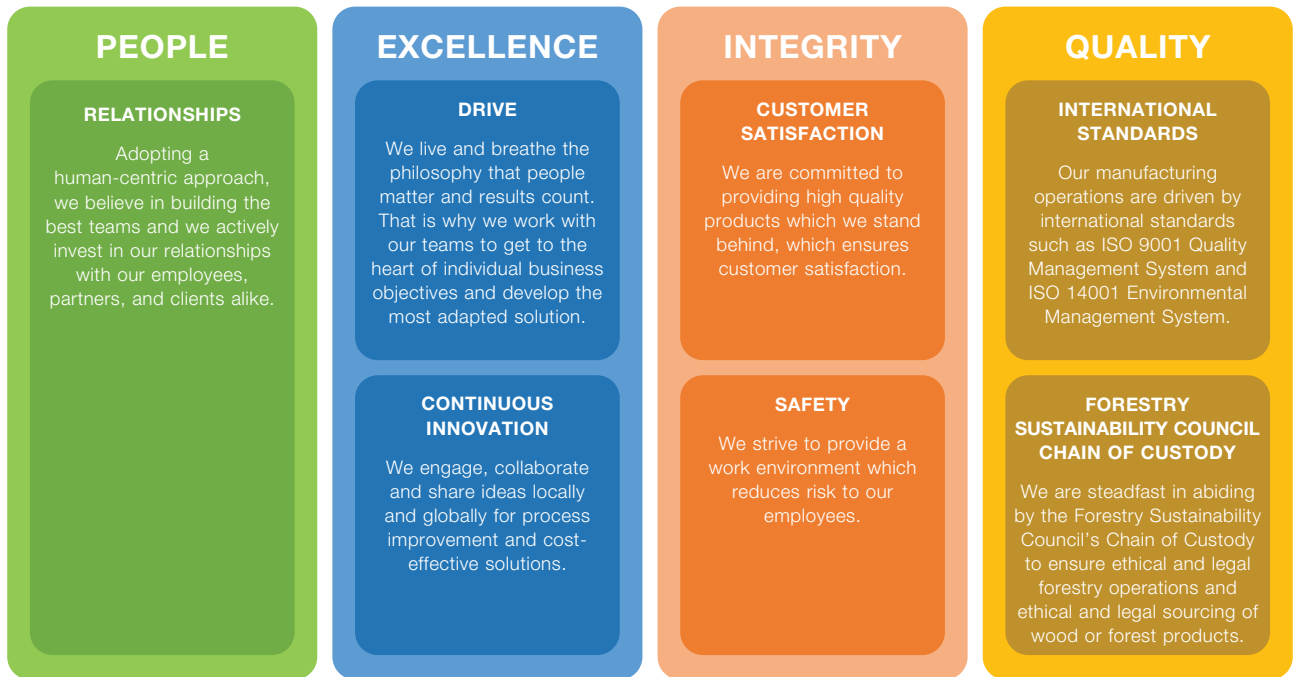 PEOPLE
RELATIONSHIPS
Adopting a
human-centric approach,
we believe in building the
best teams and we actively
invest in our relationships
with our employees,
partners, and clients alike.
EXCELLENCE
DRIVE
We live and breathe the
philosophy that people
matter and results count.
That is why we work with
our teams to get to the
heart of individual business
objectives and develop the
most adapted solution.
CONTINUOUS
INNOVATION
We engage, collaborate
and share ideas locally
and globally for process
improvement and cost-
effective solutions.
INTEGRITY
CUSTOMER
SATISFACTION
We are committed to
providing high quality
products which we stand
behind, which ensures
customer satisfaction.
SAFETY
We strive to provide a
work environment which
reduces risk to our
employees.
QUALITY
INTERNATIONAL
STANDARDS
Our manufacturing
operations are driven by
international standards
such as ISO 9001 Quality
Management System and
ISO 14001 Environmental
Management System.
FORESTRY
SUSTAINABILITY COUNCIL
CHAIN OF CUSTODY
We are steadfast in abiding
by the Forestry Sustainability
Council's Chain of Custody
to ensure ethical and legal
forestry operations and
ethical and legal sourcing of
wood or forest products.